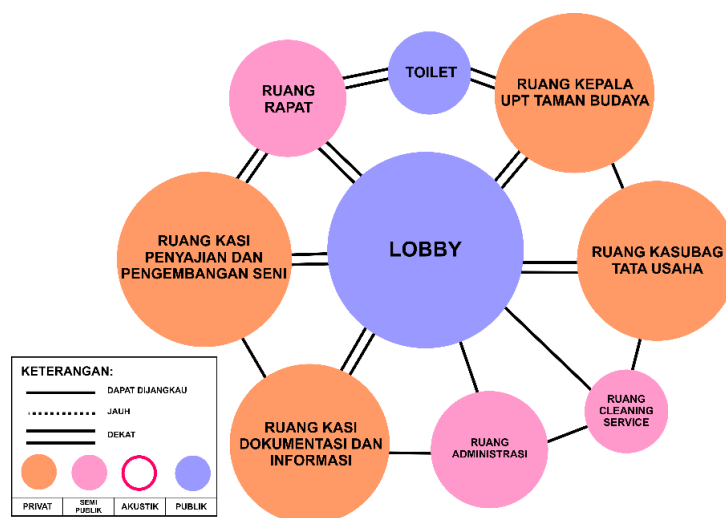 TOILET
RUANG
RAPAT
RUANG KEPALA
UPT TAMAN BUDAYA
RUANG KASI
PENYAJIAN DAN
PENGEMBANGAN SENI
LOBBY
RUANG KASUBAG
TATA USAHA
RUANG KASI
DOKUMENTASI DAN
INFORMASI
RUANG
ADMINISTRASI
RUANG
CLEANING
SERVICE
KETERANGAN:
DAPAT DIJANGKAU
JAUH
DEKAT
PRIVAT
SEMI
PUBLIK
AKUSTIK
PUBLIK